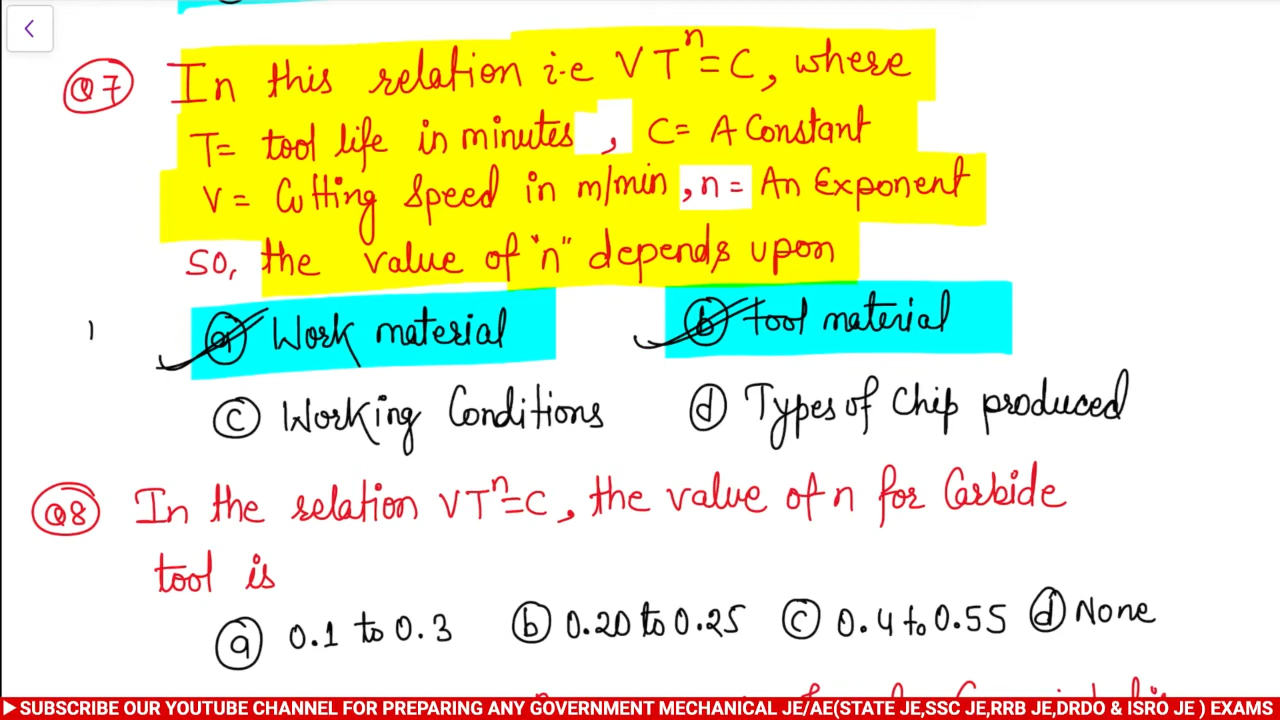 Q7 In this relation i.e VTⁿ=C, where
T= tool life in minutes, C= A Constant
V= Cutting Speed in m/min, n= An Exponent
so, the value of "n" depends upon
(a) Work material (b) tool material
(c) Working Conditions (d) Types of Chip produced
Q8 In the relation VTⁿ=C, the value of n for Carbide
tool is
(a) 0.1 to 0.3 (b) 0.20 to 0.25 (c) 0.4 to 0.55 (d) None
▶ SUBSCRIBE OUR YOUTUBE CHANNEL FOR PREPARING ANY GOVERNMENT MECHANICAL JE/AE(STATE JE,SSC JE,RRB JE,DRDO & ISRO JE ) EXAMS